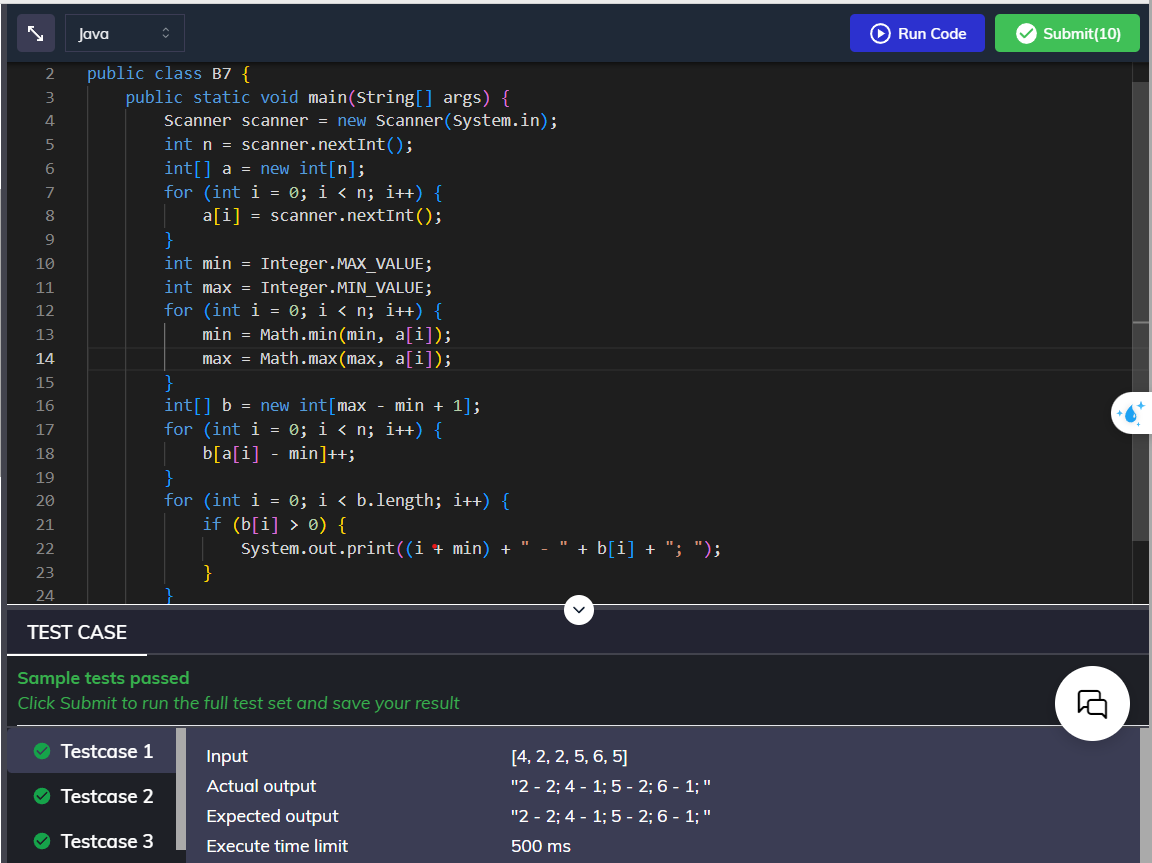 Java
Run Code
Submit(10)
2 public class B7 {
3 public static void main(String[] args) {
4 Scanner scanner = new Scanner(System.in);
5 int n = scanner.nextInt();
6 int[] a = new int[n];
7 for (int i = 0; i < n; i++) {
8 a[i] = scanner.nextInt();
9 }
10 int min = Integer.MAX_VALUE;
11 int max = Integer.MIN_VALUE;
12 for (int i = 0; i < n; i++) {
13 min = Math.min(min, a[i]);
14 max = Math.max(max, a[i]);
15 }
16 int[] b = new int[max - min + 1];
17 for (int i = 0; i < n; i++) {
18 b[a[i] - min]++;
19 }
20 for (int i = 0; i < b.length; i++) {
21 if (b[i] > 0) {
22 System.out.print((i + min) + " - " + b[i] + "; ");
23 }
24 }
TEST CASE
Sample tests passed
Click Submit to run the full test set and save your result
Testcase 1
Testcase 2
Testcase 3
Input [4, 2, 2, 5, 6, 5]
Actual output "2 - 2; 4 - 1; 5 - 2; 6 - 1; "
Expected output "2 - 2; 4 - 1; 5 - 2; 6 - 1; "
Execute time limit 500 ms